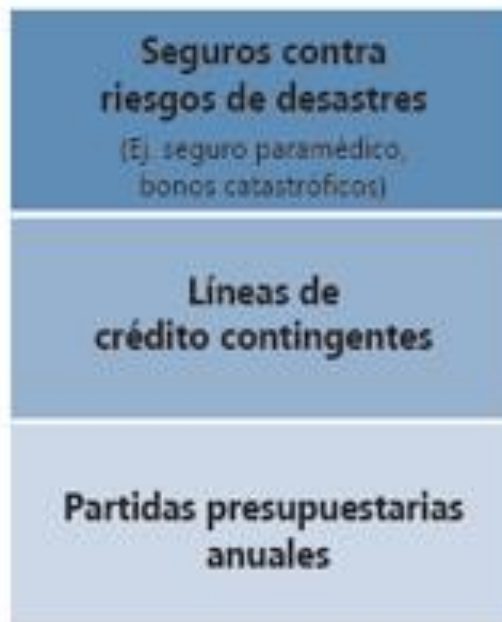 Seguros contra
riesgos de desastres
(Ej. seguro paramédico,
bonos catastróficos)
Líneas de
crédito contingentes
Partidas presupuestarias
anuales